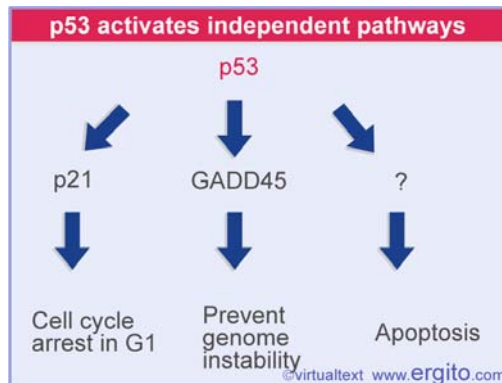 p53 activates independent pathways
p53
p21 GADD45 ?
Cell cycle
arrest in G1
Prevent
genome
instability
Apoptosis
©virtualtext www.ergito.com